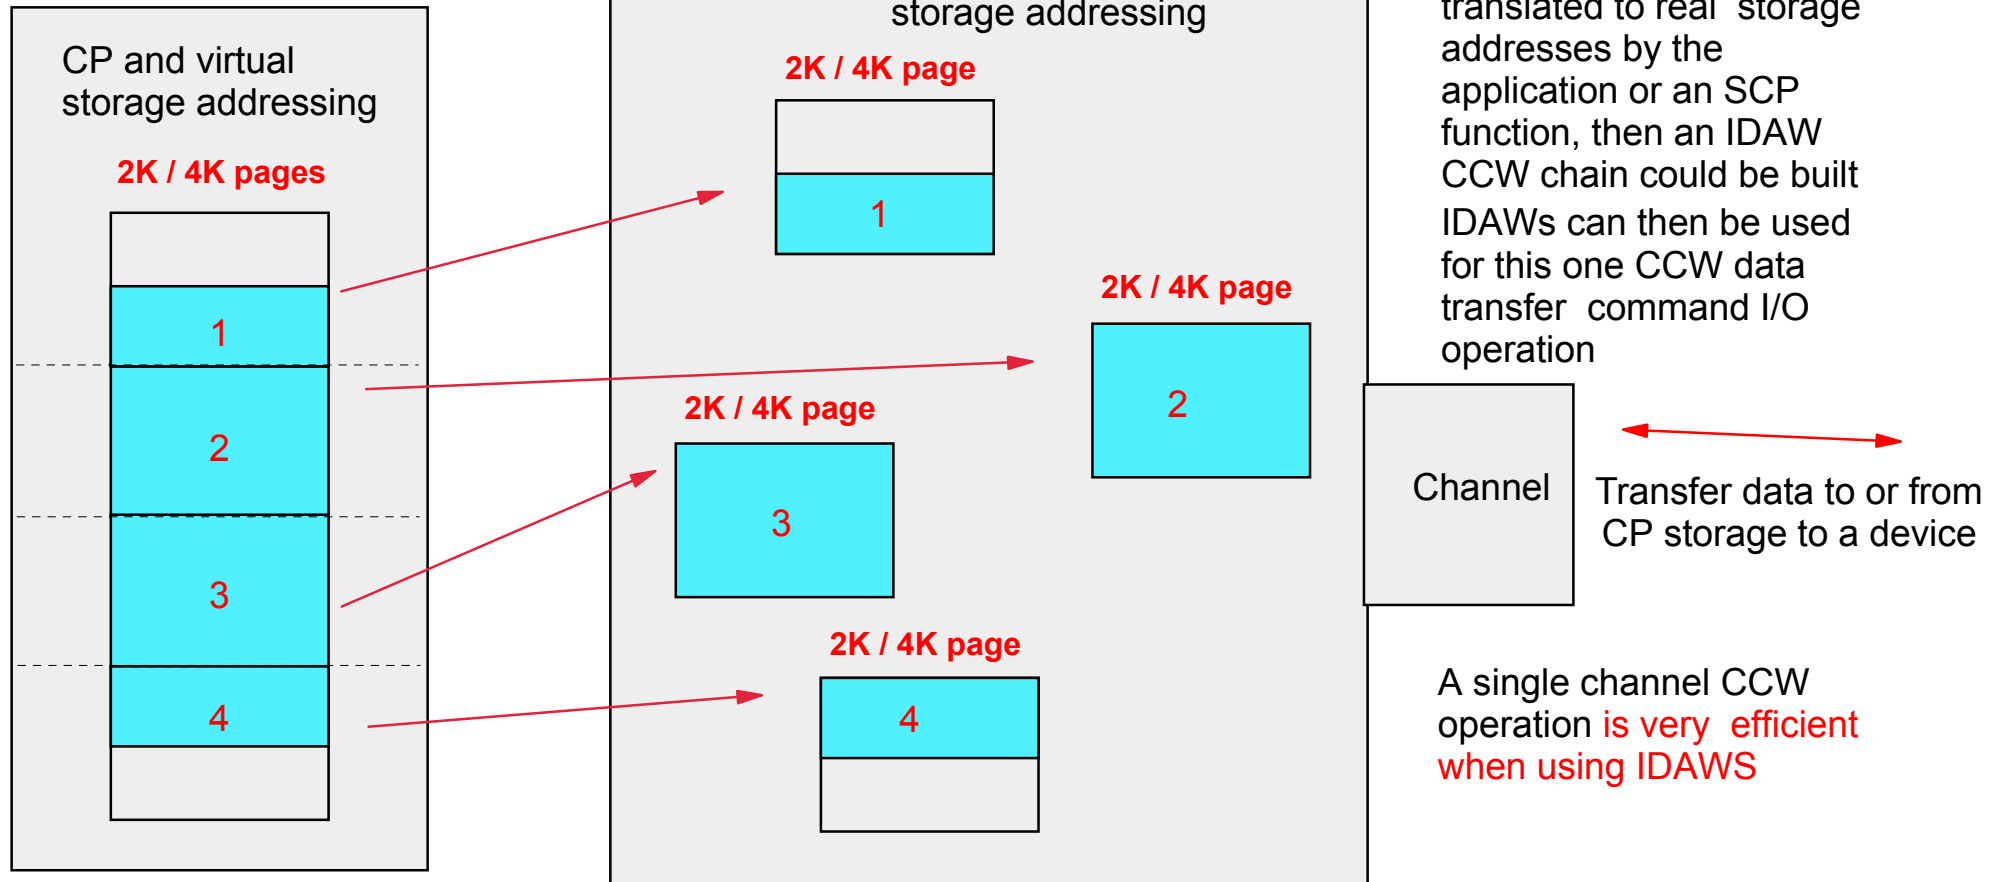 CP and virtual
storage addressing
2K / 4K pages
1
2
3
4
storage addressing
2K / 4K page
1
2K / 4K page
2
2K / 4K page
3
2K / 4K page
4
translated to real storage
addresses by the
application or an SCP
function, then an IDAW
CCW chain could be built
IDAWs can then be used
for this one CCW data
transfer command I/O
operation
Channel
Transfer data to or from
CP storage to a device
A single channel CCW
operation is very efficient
when using IDAWS